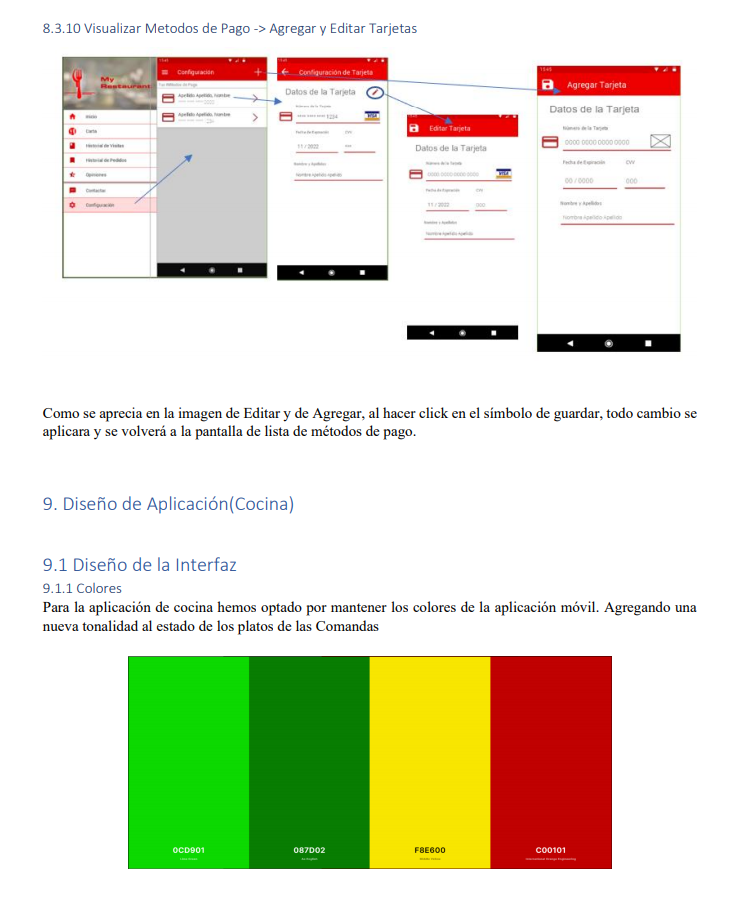 8.3.10 Visualizar Metodos de Pago -> Agregar y Editar Tarjetas
My
Restaurant
Inicio
Carta
Historial de Visitas
Historial de Pedidos
Opiniones
Contactar
Configuración
Configuración
Apellido Apellido, Nombre
Apellido Apellido, Nombre
Configuración de Tarjeta
Datos de la Tarjeta
1234
VISA
Fecha de Expiración CVV
11 / 2022
Nombre y Apellidos
Nombre Apellido Apellido
Editar Tarjeta
Datos de la Tarjeta
Número de la Tarjeta
0000 0000 0000 0000
VISA
Fecha de Expiración CVV
11 / 2022 000
Nombre y Apellidos
Nombre Apellido Apellido
13:45
Agregar Tarjeta
Datos de la Tarjeta
Número de la Tarjeta
0000 0000 0000 0000
Fecha de Expiración CVV
00 / 0000 000
Nombre y Apellidos
Nombre Apellido Apellido
Como se aprecia en la imagen de Editar y de Agregar, al hacer click en el símbolo de guardar, todo cambio se
aplicara y se volverá a la pantalla de lista de métodos de pago.
9. Diseño de Aplicación(Cocina)
9.1 Diseño de la Interfaz
9.1.1 Colores
Para la aplicación de cocina hemos optado por mantener los colores de la aplicación móvil. Agregando una
nueva tonalidad al estado de los platos de las Comandas
0CD901 087D02 F8E600 C00101